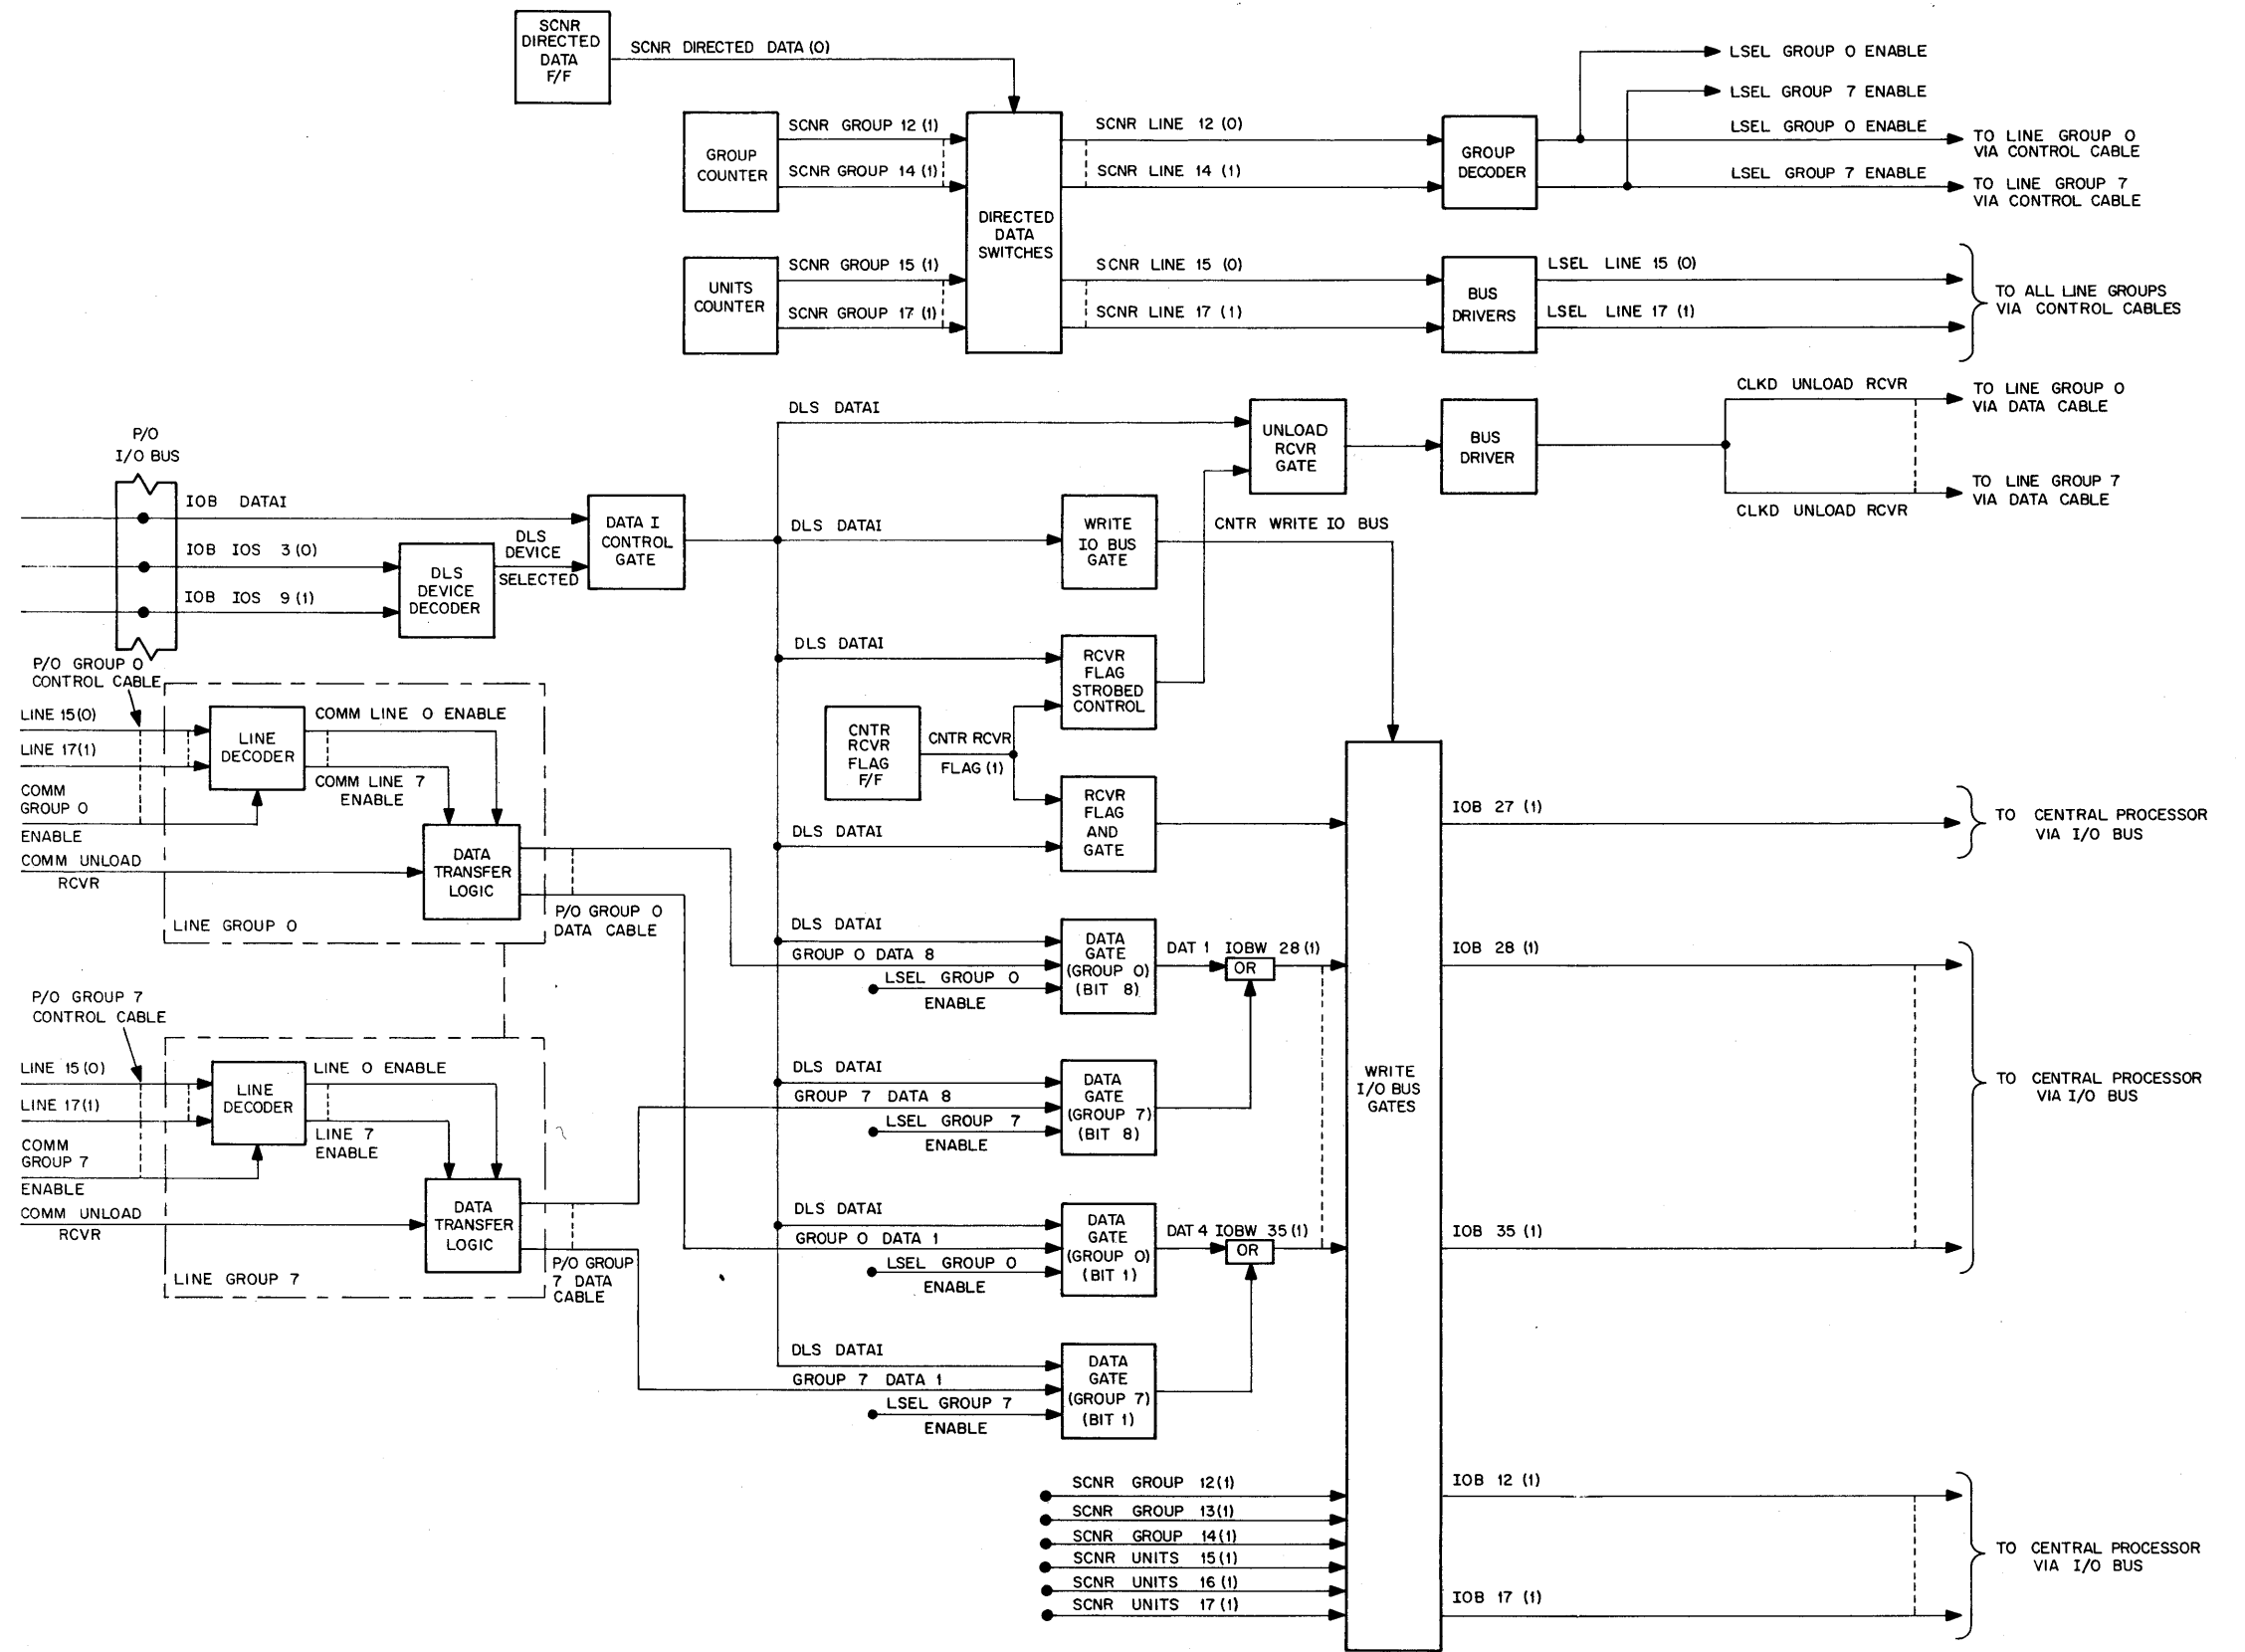 SCNR
DIRECTED
DATA
F/F
SCNR DIRECTED DATA (0)
GROUP
COUNTER
SCNR GROUP 12 (1)
SCNR GROUP 14 (1)
UNITS
COUNTER
SCNR GROUP 15 (1)
SCNR GROUP 17 (1)
DIRECTED
DATA
SWITCHES
SCNR LINE 12 (0)
SCNR LINE 14 (1)
SCNR LINE 15 (0)
SCNR LINE 17 (1)
GROUP
DECODER
BUS
DRIVERS
LSEL GROUP 0 ENABLE
LSEL GROUP 7 ENABLE
LSEL GROUP 0 ENABLE
TO LINE GROUP 0
VIA CONTROL CABLE
LSEL GROUP 7 ENABLE
TO LINE GROUP 7
VIA CONTROL CABLE
LSEL LINE 15 (0)
LSEL LINE 17 (1)
TO ALL LINE GROUPS
VIA CONTROL CABLES
P/O
I/O BUS
IOB DATAI
IOB IOS 3 (0)
IOB IOS 9 (1)
DLS
DEVICE
DECODER
DLS
DEVICE
SELECTED
DATA I
CONTROL
GATE
DLS DATAI
UNLOAD
RCVR
GATE
BUS
DRIVER
CLKD UNLOAD RCVR
TO LINE GROUP 0
VIA DATA CABLE
TO LINE GROUP 7
VIA DATA CABLE
CLKD UNLOAD RCVR
DLS DATAI
WRITE
IO BUS
GATE
CNTR WRITE IO BUS
DLS DATAI
RCVR
FLAG
STROBED
CONTROL
CNTR
RCVR
FLAG
F/F
CNTR RCVR
FLAG (1)
RCVR
FLAG
AND
GATE
DLS DATAI
P/O GROUP 0
CONTROL CABLE
LINE 15(0)
LINE 17(1)
COMM
GROUP 0
ENABLE
COMM UNLOAD
RCVR
LINE
DECODER
COMM LINE 0 ENABLE
COMM LINE 7
ENABLE
DATA
TRANSFER
LOGIC
LINE GROUP 0
P/O GROUP 0
DATA CABLE
P/O GROUP 7
CONTROL CABLE
LINE 15 (0)
LINE 17(1)
COMM
GROUP 7
ENABLE
COMM UNLOAD
RCVR
LINE
DECODER
LINE 0 ENABLE
LINE 7
ENABLE
DATA
TRANSFER
LOGIC
LINE GROUP 7
P/O GROUP
7 DATA
CABLE
DLS DATAI
GROUP 0 DATA 8
LSEL GROUP 0
ENABLE
DATA
GATE
(GROUP 0)
(BIT 8)
DAT 1 IOBW 28 (1)
OR
DLS DATAI
GROUP 7 DATA 8
LSEL GROUP 7
ENABLE
DATA
GATE
(GROUP 7)
(BIT 8)
DLS DATAI
GROUP 0 DATA 1
LSEL GROUP 0
ENABLE
DATA
GATE
(GROUP 0)
(BIT 1)
DAT 4 IOBW 35 (1)
OR
DLS DATAI
GROUP 7 DATA 1
LSEL GROUP 7
ENABLE
DATA
GATE
(GROUP 7)
(BIT 1)
SCNR GROUP 12(1)
SCNR GROUP 13(1)
SCNR GROUP 14(1)
SCNR UNITS 15(1)
SCNR UNITS 16 (1)
SCNR UNITS 17 (1)
WRITE
I/O BUS
GATES
IOB 27 (1)
TO CENTRAL PROCESSOR
VIA I/O BUS
IOB 28 (1)
IOB 35 (1)
TO CENTRAL PROCESSOR
VIA I/O BUS
IOB 12 (1)
IOB 17 (1)
TO CENTRAL PROCESSOR
VIA I/O BUS